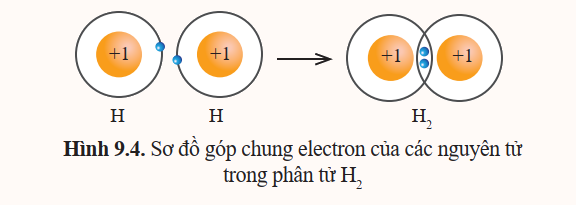 +1 +1 +1 +1
H H H₂
Hình 9.4. Sơ đồ góp chung electron của các nguyên tử
trong phân tử H₂